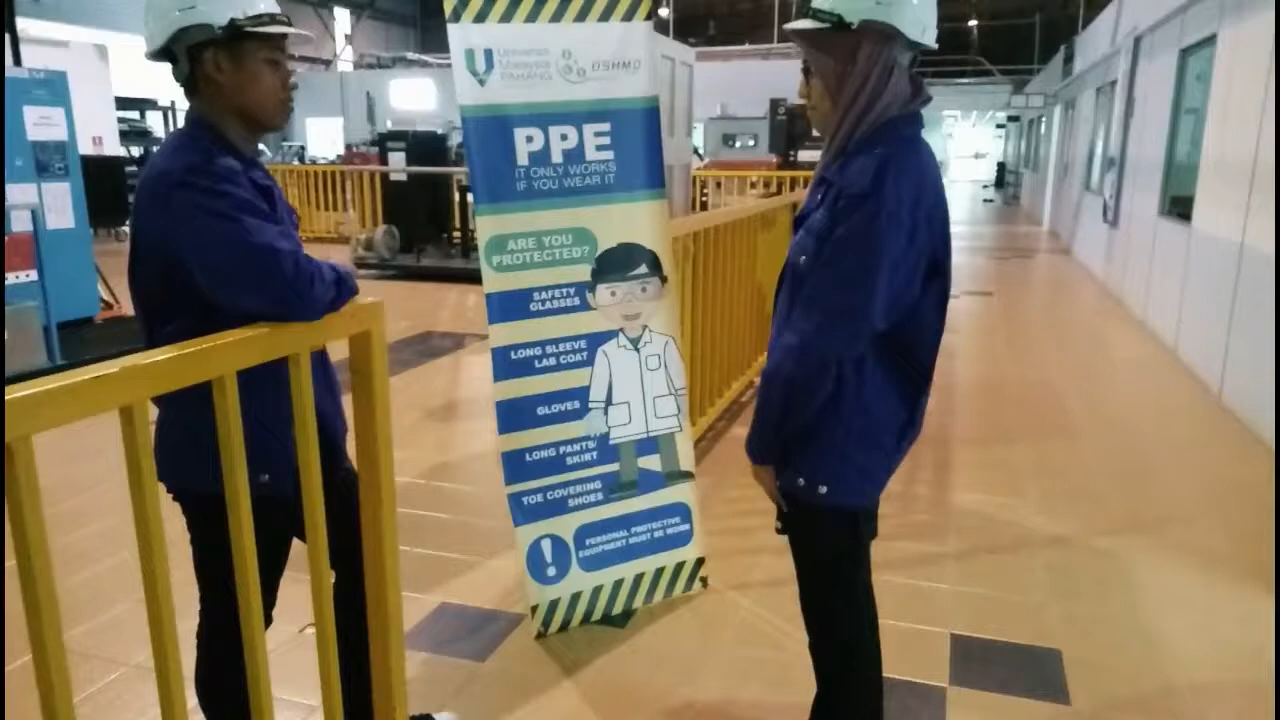 Universiti
Malaysia
PAHANG
OSHMO
PPE
IT ONLY WORKS
IF YOU WEAR IT
ARE YOU
PROTECTED?
SAFETY
GLASSES
LONG SLEEVE
LAB COAT
GLOVES
LONG PANTS/
SKIRT
TOE COVERING
SHOES
!
PERSONAL PROTECTIVE
EQUIPMENT MUST BE WORN